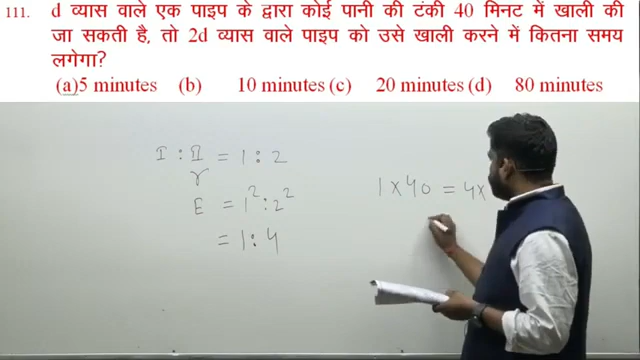 111. d व्यास वाले एक पाइप के द्वारा कोई पानी की टंकी 40 मिनट में खाली की
जा सकती है, तो 2d व्यास वाले पाइप को उसे खाली करने में कितना समय
लगेगा?
(a)5 minutes (b) 10 minutes (c) 20 minutes (d) 80 minutes
I : II = 1 : 2
r
E = 1² : 2²
= 1 : 4
1 x 40 = 4 x